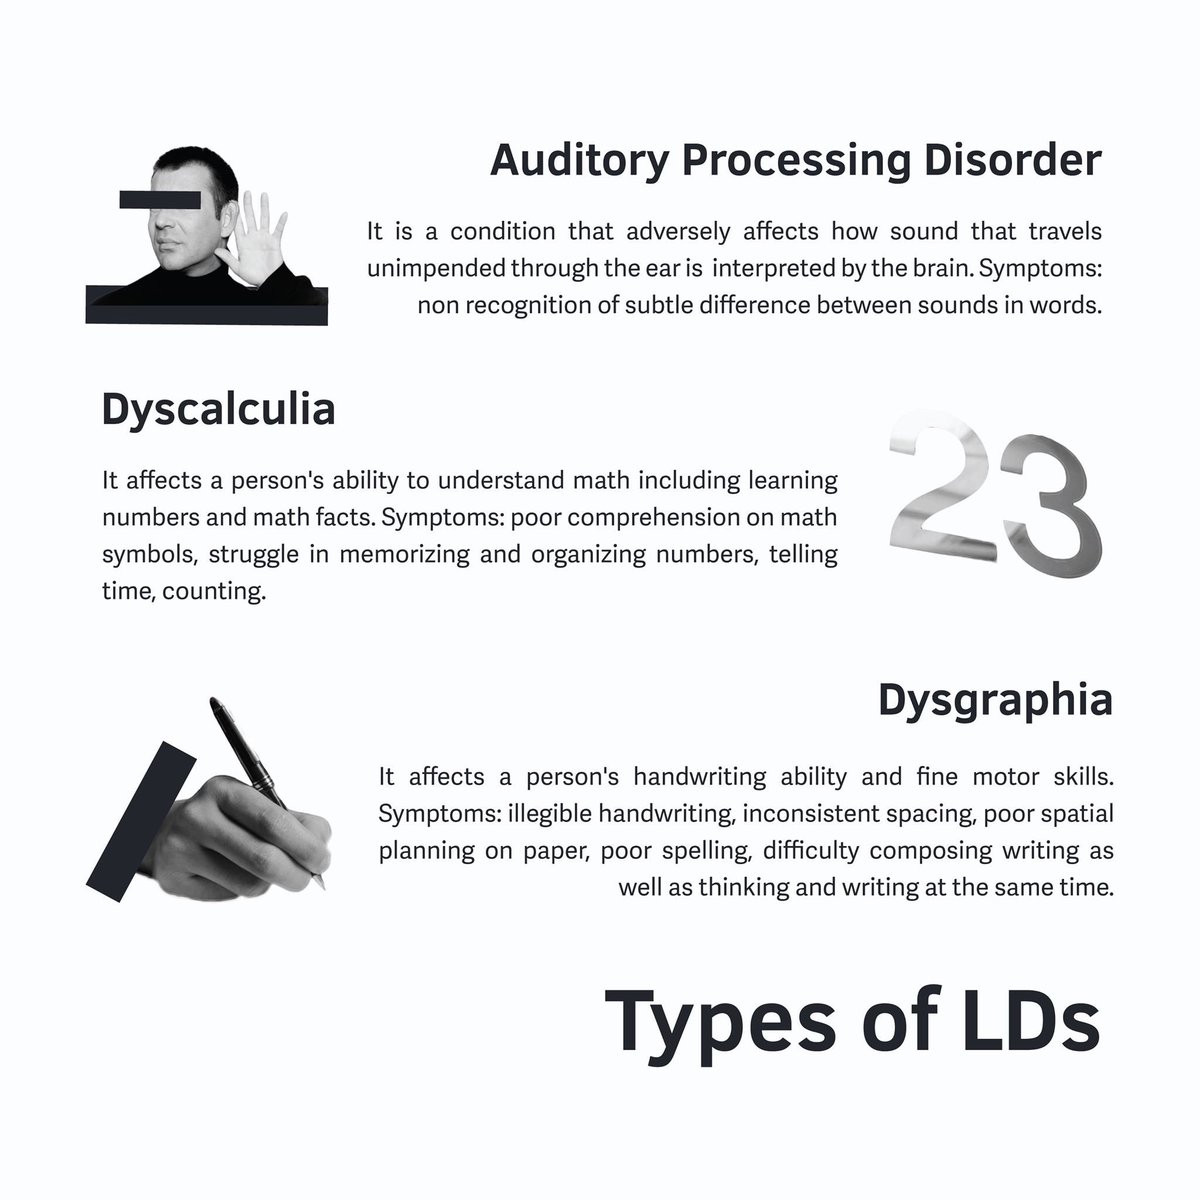 Auditory Processing Disorder
It is a condition that adversely affects how sound that travels
unimpended through the ear is interpreted by the brain. Symptoms:
non recognition of subtle difference between sounds in words.
Dyscalculia
It affects a person's ability to understand math including learning
numbers and math facts. Symptoms: poor comprehension on math
symbols, struggle in memorizing and organizing numbers, telling
time, counting.
23
Dysgraphia
It affects a person's handwriting ability and fine motor skills.
Symptoms: illegible handwriting, inconsistent spacing, poor spatial
planning on paper, poor spelling, difficulty composing writing as
well as thinking and writing at the same time.
Types of LDs